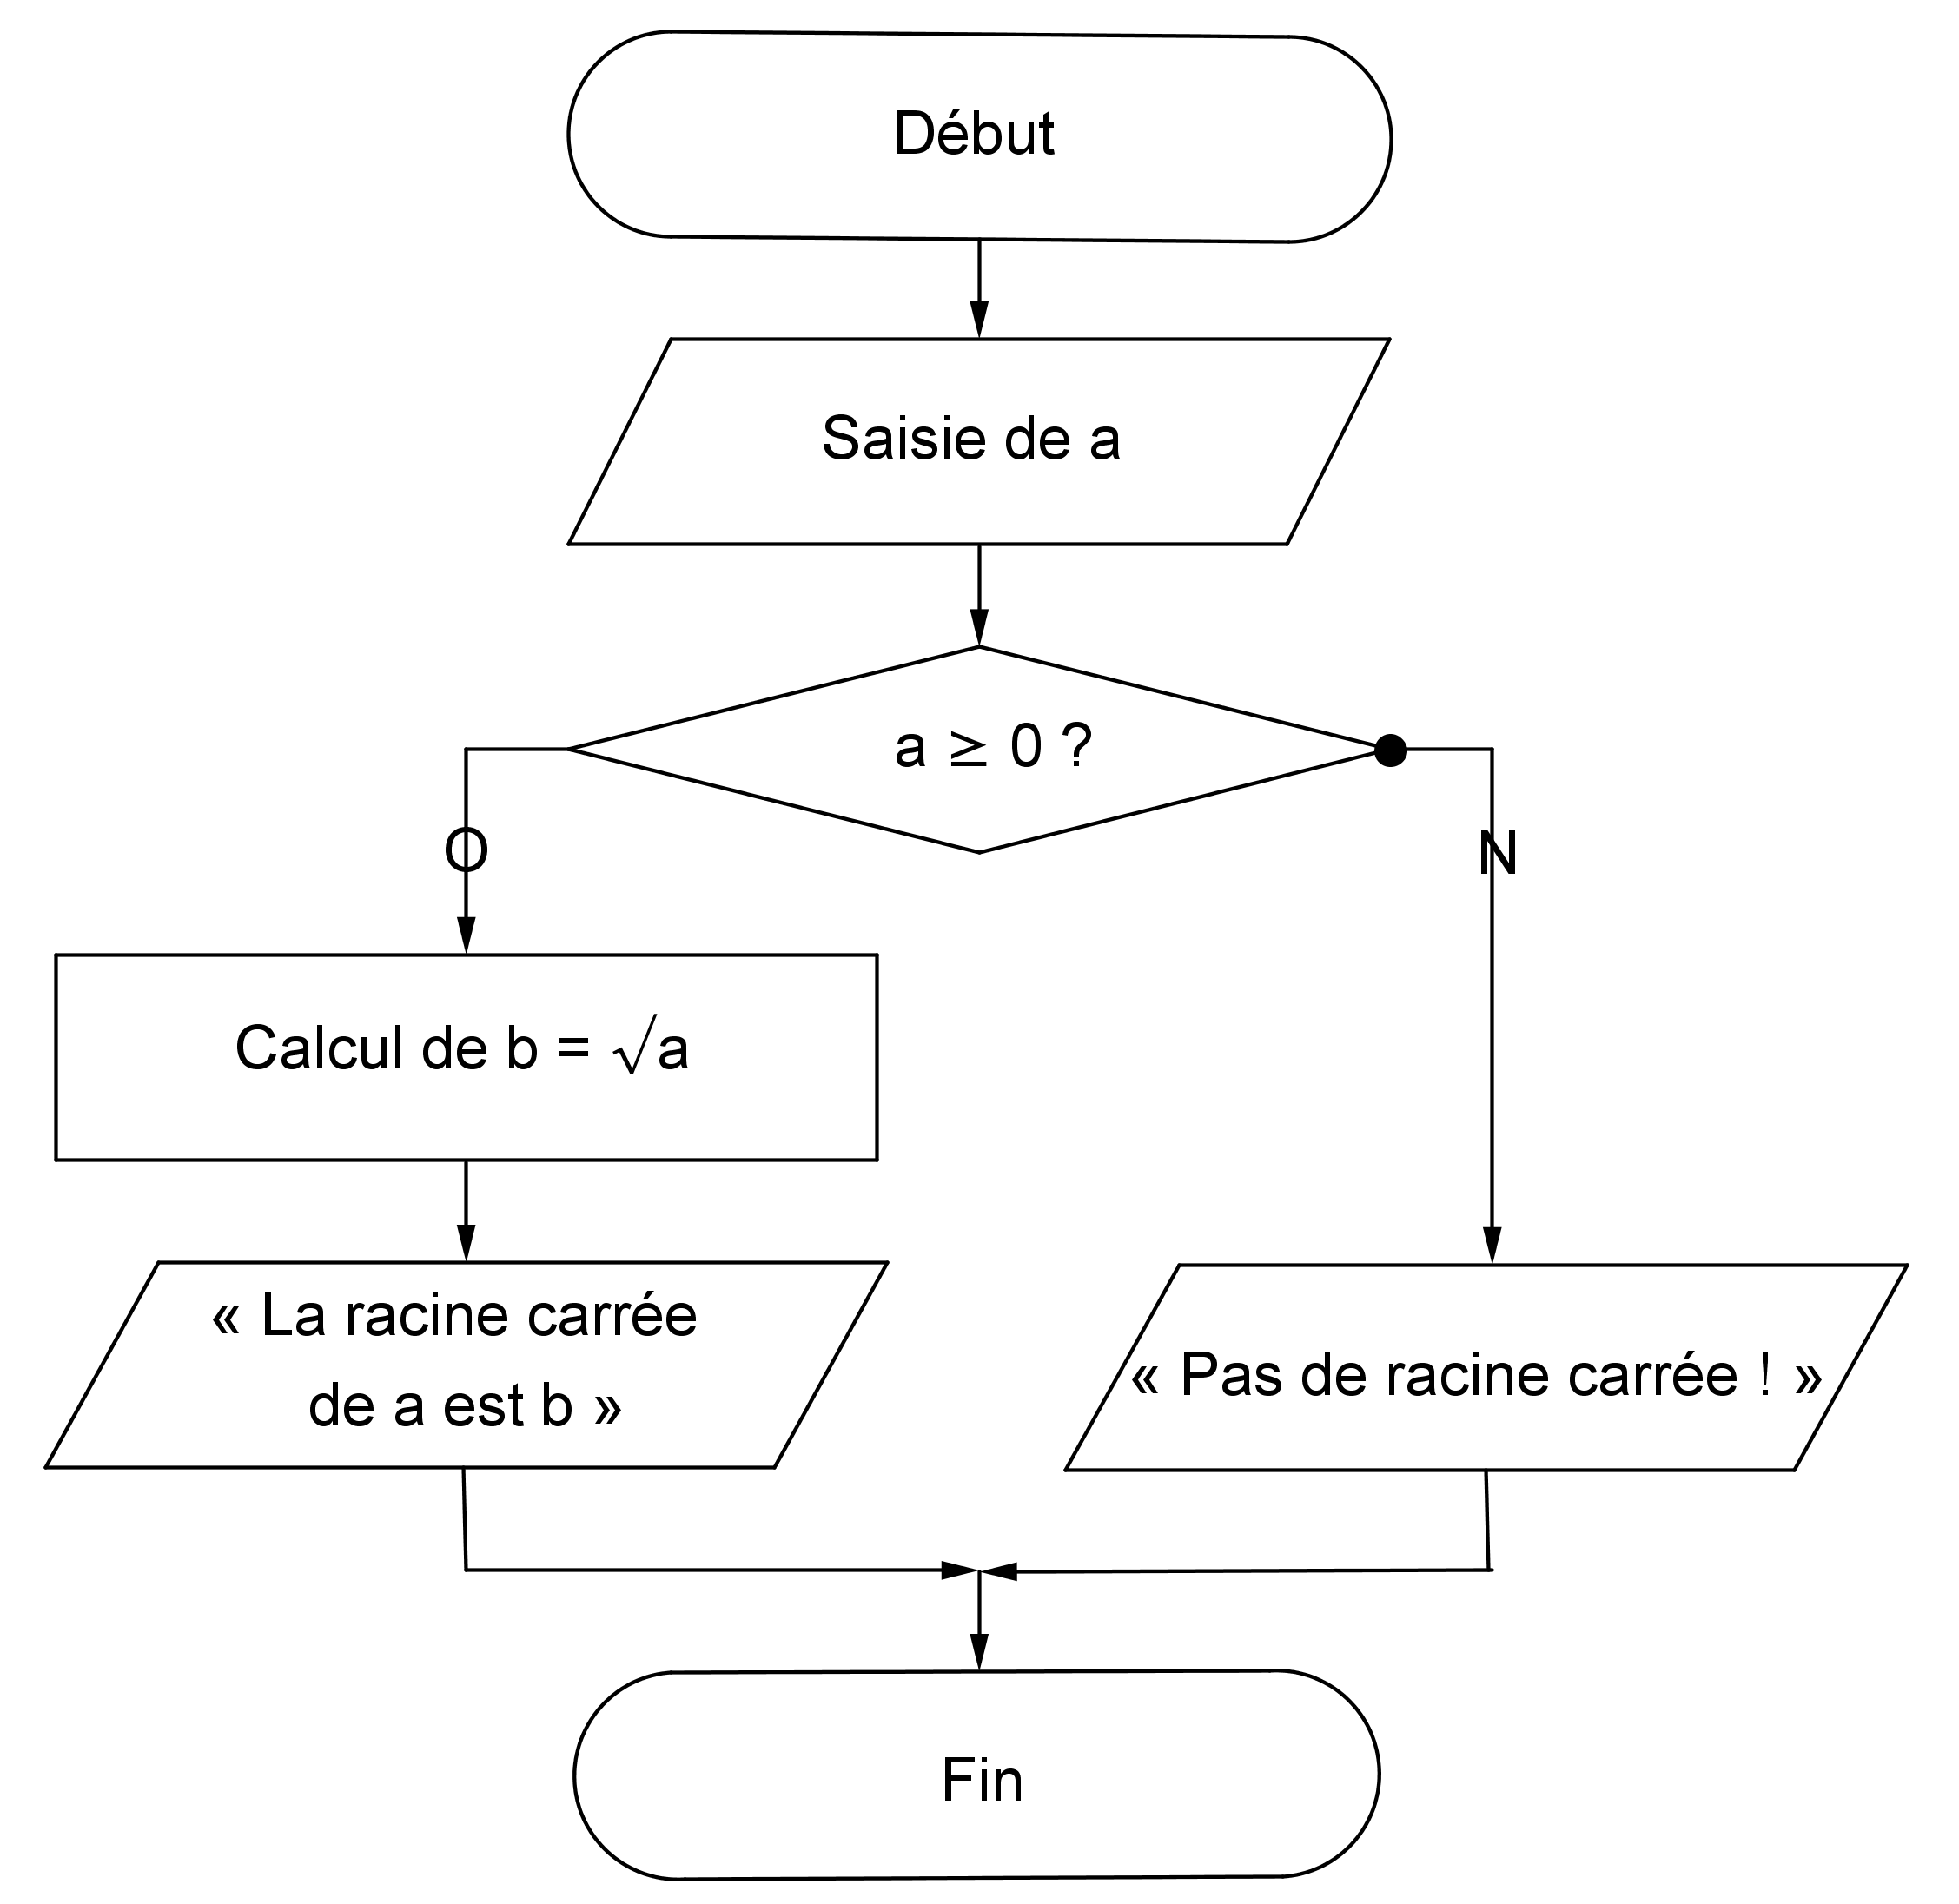 Début
Saisie de a
a ≥ 0 ?
O
N
Calcul de b = √a
« La racine carrée
de a est b »
« Pas de racine carrée ! »
Fin